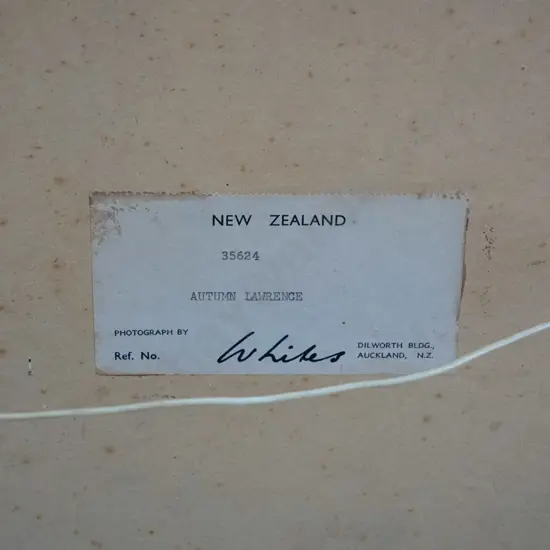 NEW ZEALAND
35624
AUTUMN LAWRENCE
PHOTOGRAPH BY
Ref. No.
Whites
DILWORTH BLDG.,
AUCKLAND, N.Z.